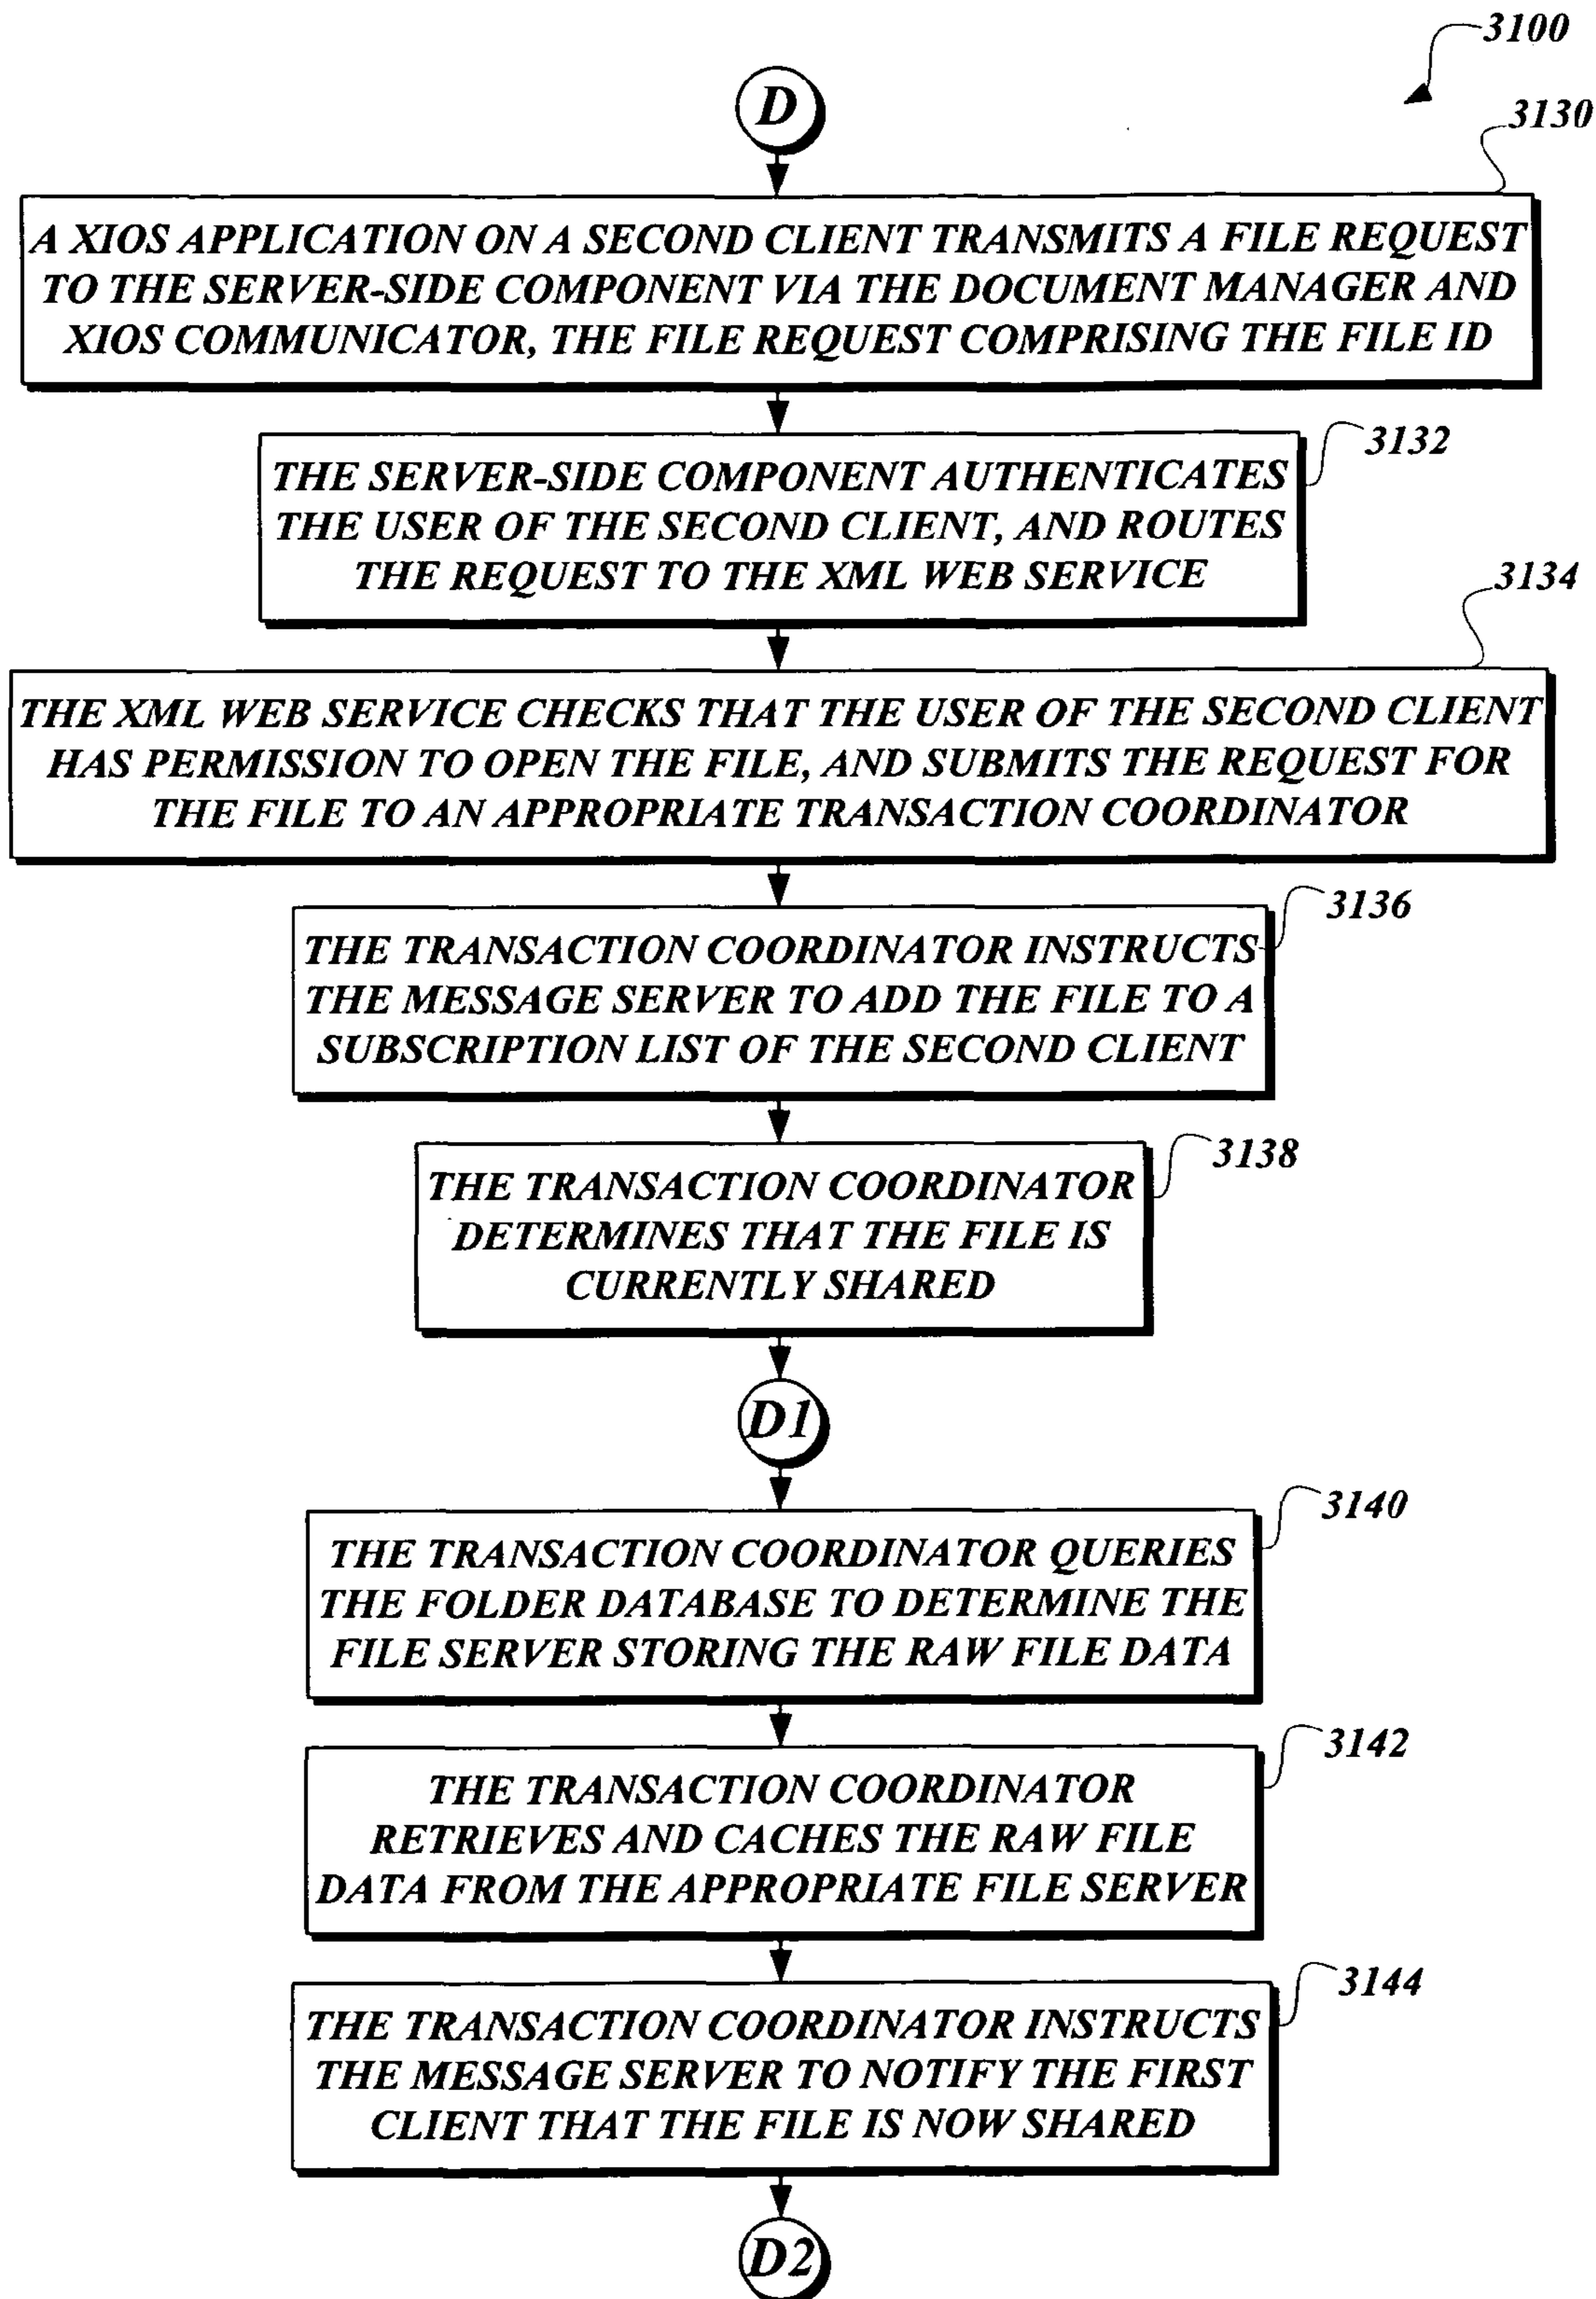 3100
D
3130
A XIOS APPLICATION ON A SECOND CLIENT TRANSMITS A FILE REQUEST
TO THE SERVER-SIDE COMPONENT VIA THE DOCUMENT MANAGER AND
XIOS COMMUNICATOR, THE FILE REQUEST COMPRISING THE FILE ID
3132
THE SERVER-SIDE COMPONENT AUTHENTICATES
THE USER OF THE SECOND CLIENT, AND ROUTES
THE REQUEST TO THE XML WEB SERVICE
3134
THE XML WEB SERVICE CHECKS THAT THE USER OF THE SECOND CLIENT
HAS PERMISSION TO OPEN THE FILE, AND SUBMITS THE REQUEST FOR
THE FILE TO AN APPROPRIATE TRANSACTION COORDINATOR
3136
THE TRANSACTION COORDINATOR INSTRUCTS
THE MESSAGE SERVER TO ADD THE FILE TO A
SUBSCRIPTION LIST OF THE SECOND CLIENT
3138
THE TRANSACTION COORDINATOR
DETERMINES THAT THE FILE IS
CURRENTLY SHARED
D1
3140
THE TRANSACTION COORDINATOR QUERIES
THE FOLDER DATABASE TO DETERMINE THE
FILE SERVER STORING THE RAW FILE DATA
3142
THE TRANSACTION COORDINATOR
RETRIEVES AND CACHES THE RAW FILE
DATA FROM THE APPROPRIATE FILE SERVER
3144
THE TRANSACTION COORDINATOR INSTRUCTS
THE MESSAGE SERVER TO NOTIFY THE FIRST
CLIENT THAT THE FILE IS NOW SHARED
D2